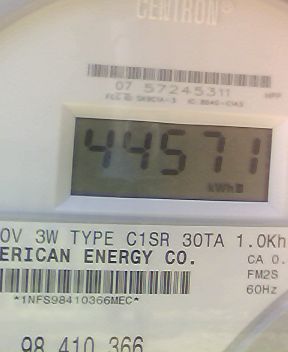 CENTRON®
07 57245311
44571
kWh
0V 3W TYPE C1SR 30TA 1.0Kh
ERICAN ENERGY CO.
CA 0.
FM2S
*1NFS98410366MEC*
60Hz
98 410 366